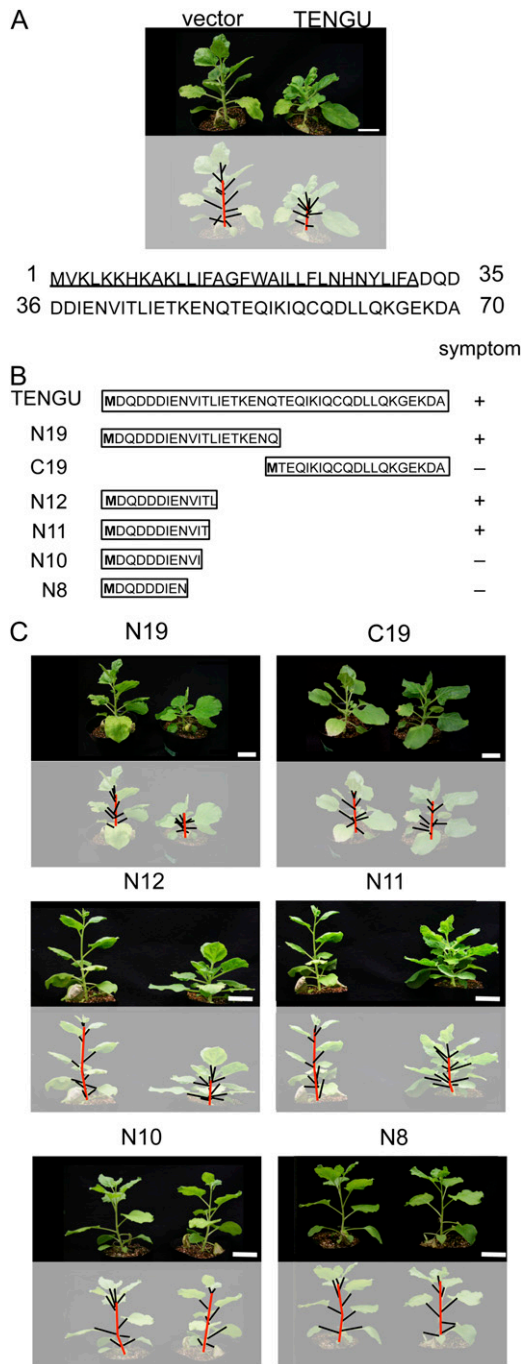 A
vector TENGU
1 MVKLKKHKAKLLIFAGFWAILLFLNHNYLIFADQD 35
36 DDIENVITLIETKENQTEQIKIQCQDLLQKGEKDA 70
symptom
B
TENGU MDQDDDIENVITLIETKENQTEQIKIQCQDLLQKGEKDA +
N19 MDQDDDIENVITLIETKENQ +
C19 MTEQIKIQCQDLLQKGEKDA –
N12 MDQDDDIENVITL +
N11 MDQDDDIENVIT +
N10 MDQDDDIENVI –
N8 MDQDDDIEN –
C
N19 C19
N12 N11
N10 N8